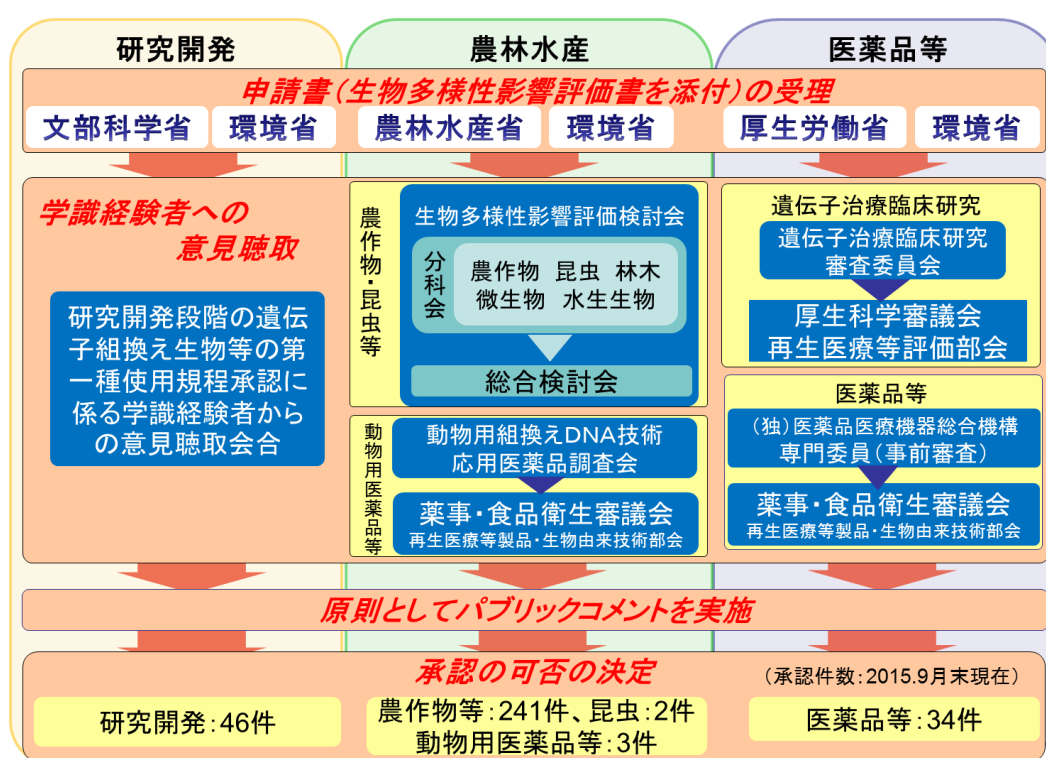 研究開発
農林水産
医薬品等
申請書(生物多様性影響評価書を添付)の受理
文部科学省 環境省
農林水産省 環境省
厚生労働省 環境省
学識経験者への
意見聴取
研究開発段階の遺伝
子組換え生物等の第
一種使用規程承認に
係る学識経験者から
の意見聴取会合
農作物・昆虫等
生物多様性影響評価検討会
分科会
農作物 昆虫 林木
微生物 水生生物
総合検討会
動物用医薬品等
動物用組換えDNA技術
応用医薬品調査会
薬事・食品衛生審議会
再生医療等製品・生物由来技術部会
遺伝子治療臨床研究
遺伝子治療臨床研究
審査委員会
厚生科学審議会
再生医療等評価部会
医薬品等
(独)医薬品医療機器総合機構
専門委員(事前審査)
薬事・食品衛生審議会
再生医療等製品・生物由来技術部会
原則としてパブリックコメントを実施
承認の可否の決定
(承認件数:2015.9月末現在)
研究開発:46件
農作物等:241件、昆虫:2件
動物用医薬品等:3件
医薬品等:34件